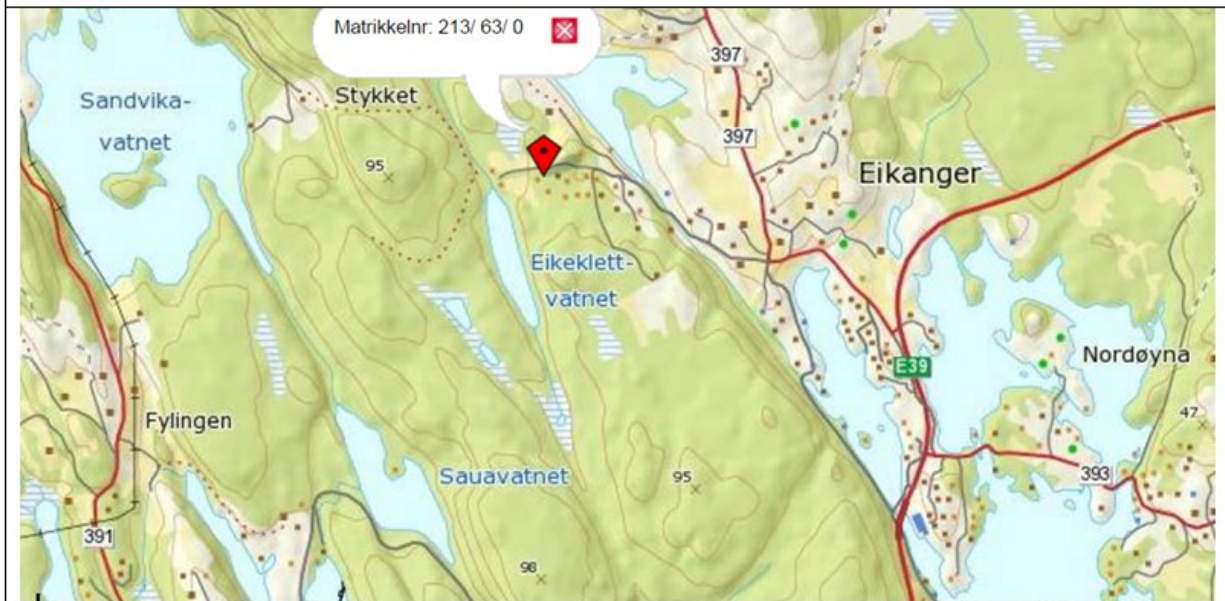 Matrikkelnr: 213/ 63/ 0
397
Sandvika-
vatnet
Stykket
397
95
Eikanger
Eikeklett-
vatnet
Nordøyna
E39
47
Fylingen
Sauavatnet
95
393
391
98